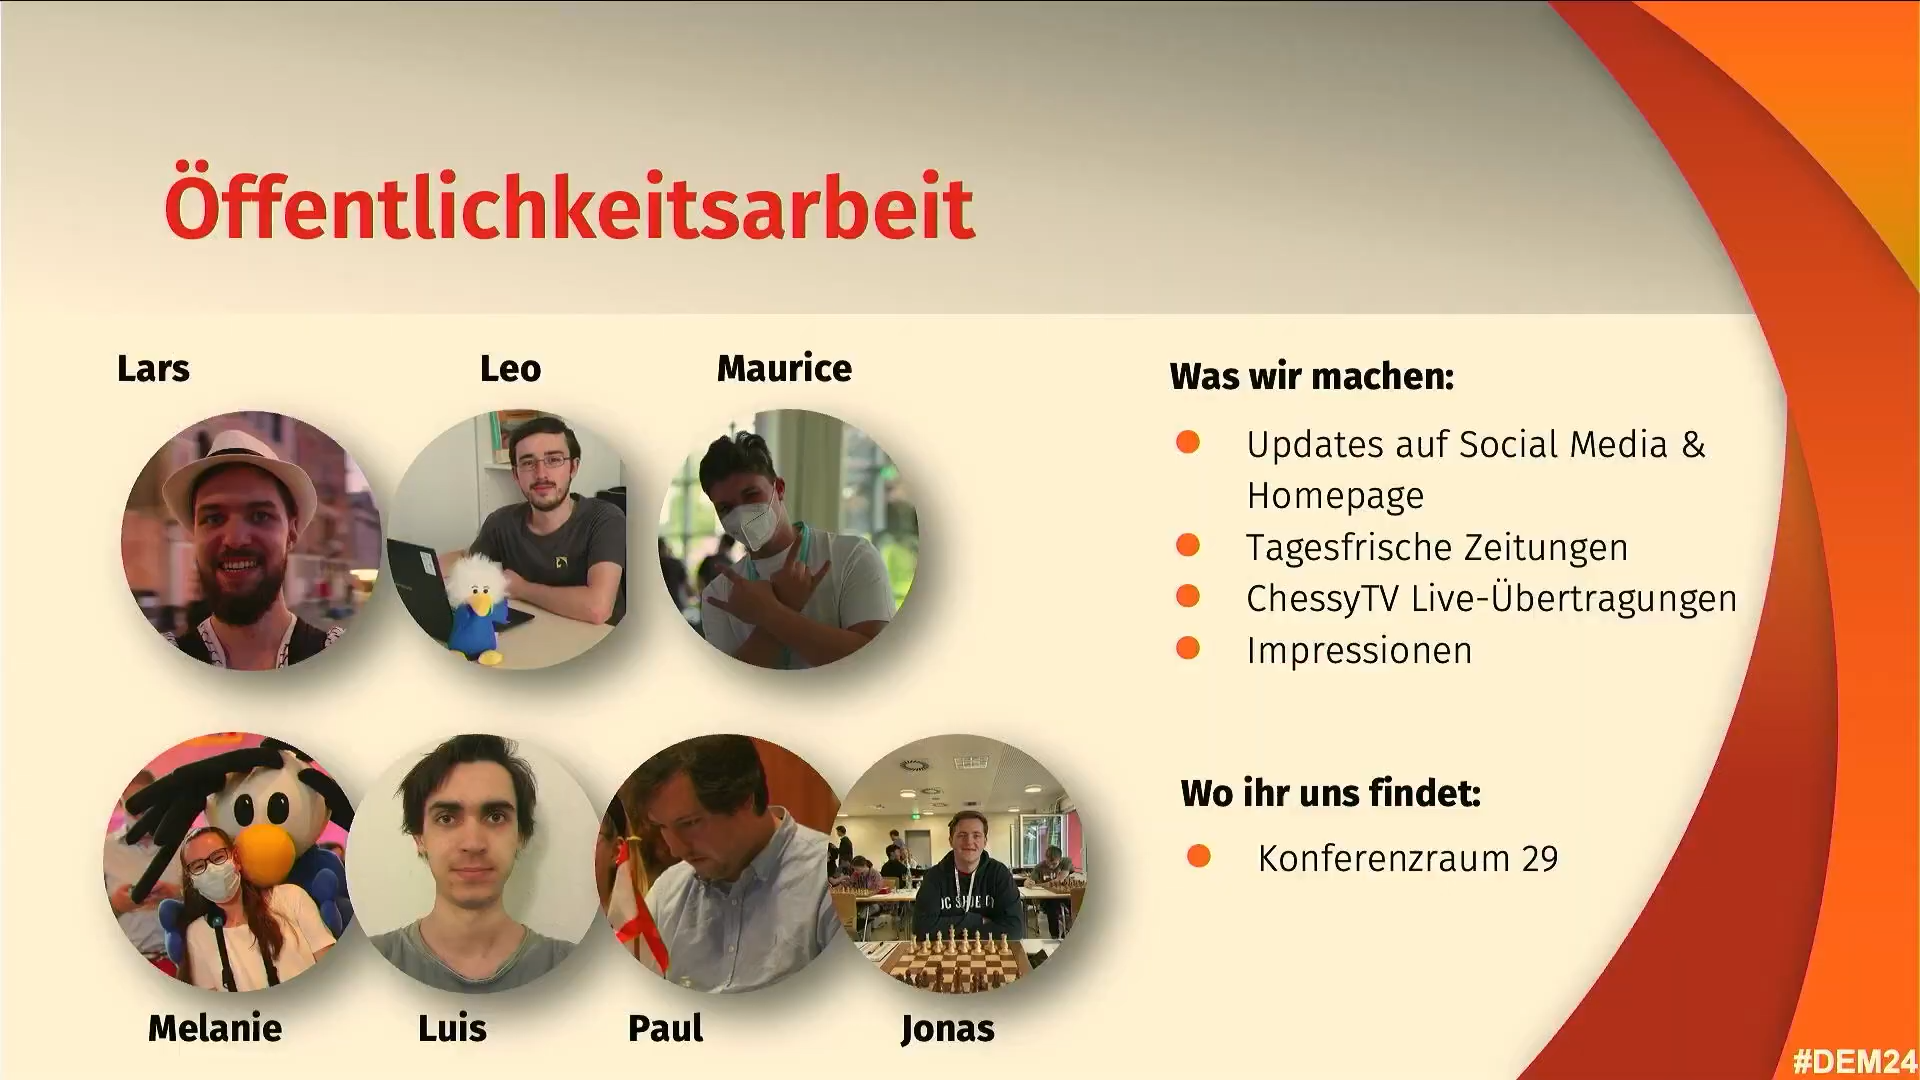 Öffentlichkeitsarbeit
Lars
Leo
Maurice
Melanie
Luis
Paul
Jonas
Was wir machen:
Updates auf Social Media &
Homepage
Tagesfrische Zeitungen
ChessyTV Live-Übertragungen
Impressionen
Wo ihr uns findet:
Konferenzraum 29
#DEM24